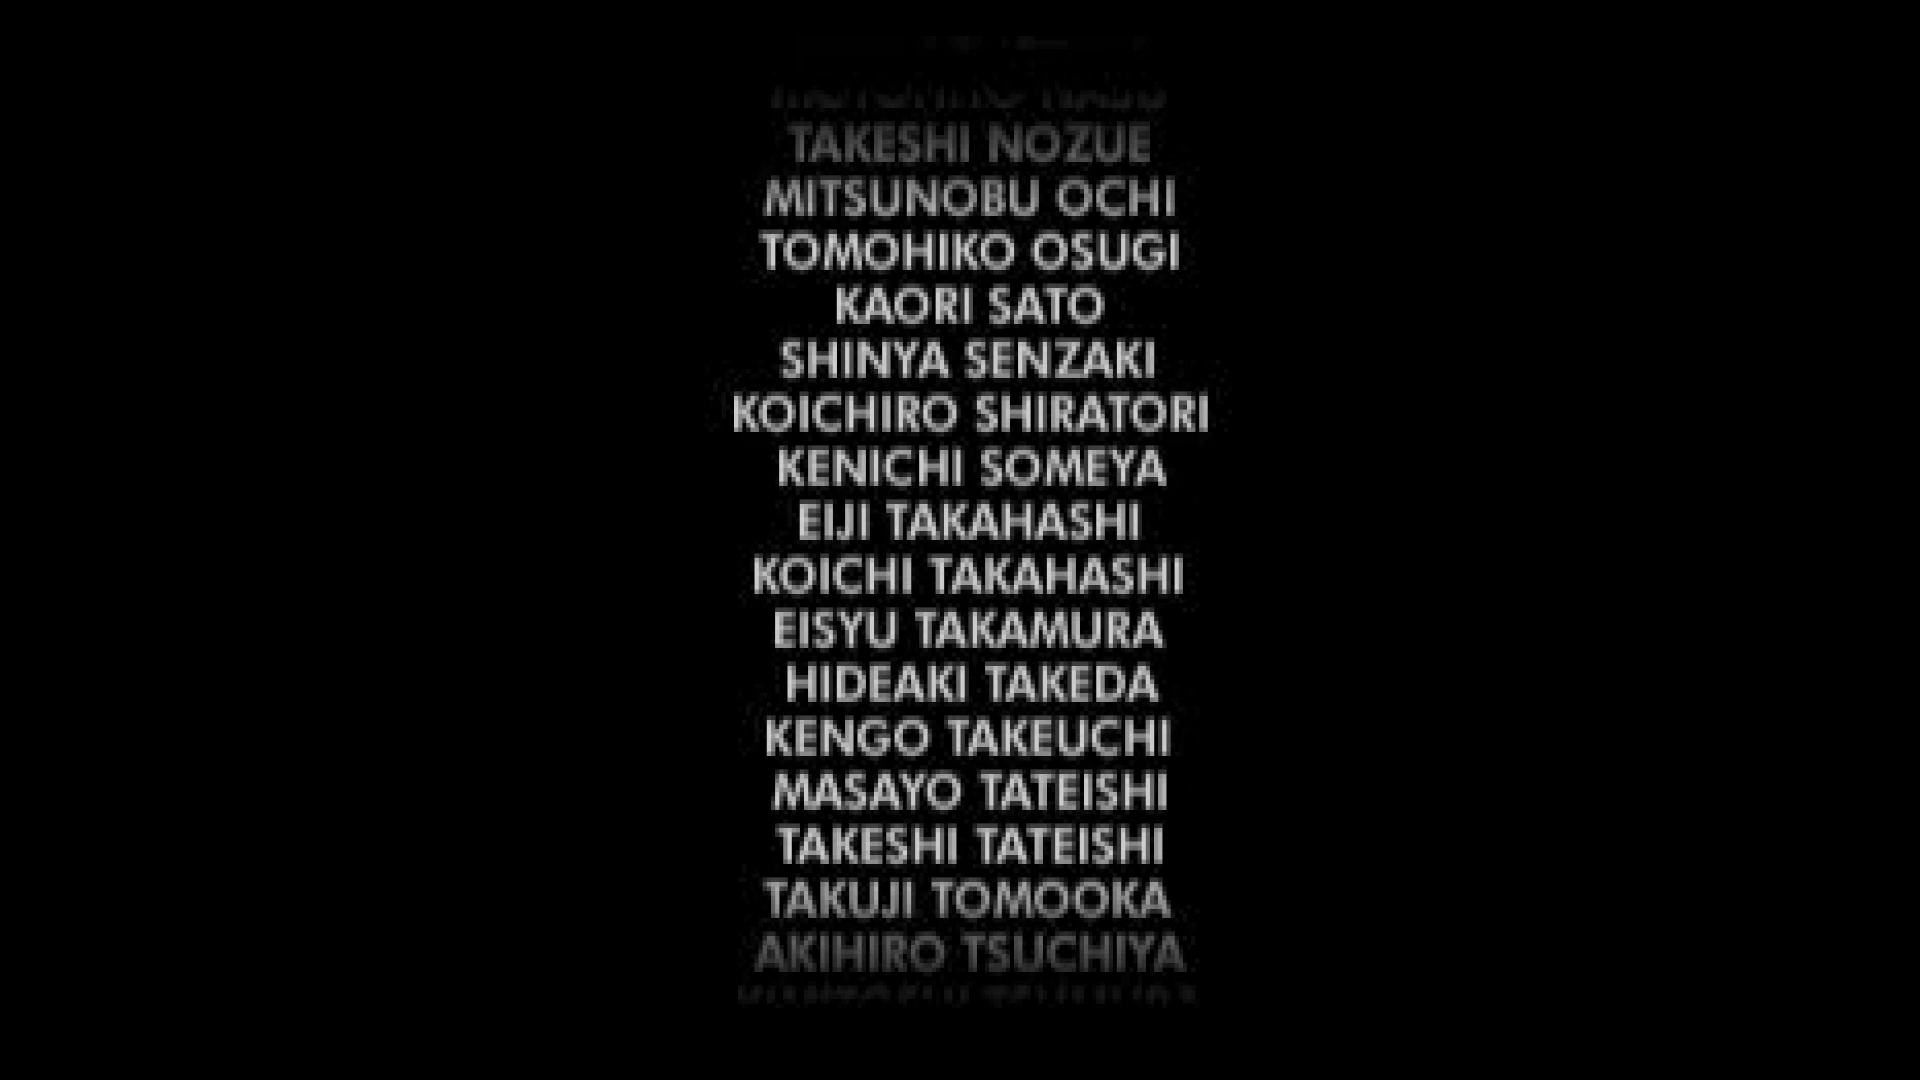 TAKESHI NOZUE
MITSUNOBU OCHI
TOMOHIKO OSUGI
KAORI SATO
SHINYA SENZAKI
KOICHIRO SHIRATORI
KENICHI SOMEYA
EIJI TAKAHASHI
KOICHI TAKAHASHI
EISYU TAKAMURA
HIDEAKI TAKEDA
KENGO TAKEUCHI
MASAYO TATEISHI
TAKESHI TATEISHI
TAKUJI TOMOOKA
AKIHIRO TSUCHIYA